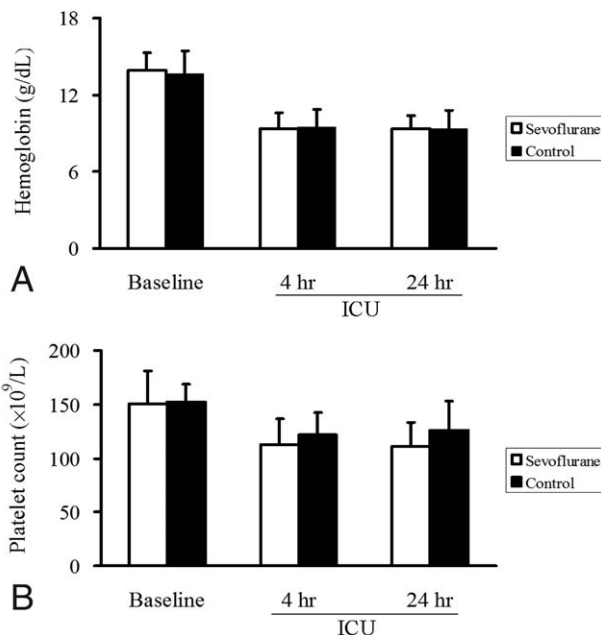 18
12
6
0
Hemoglobin (g/dL)
Sevoflurane
Control
Baseline
4 hr
24 hr
ICU
A
200
150
100
50
0
Platelet count (×10⁹/L)
Sevoflurane
Control
Baseline
4 hr
24 hr
ICU
B